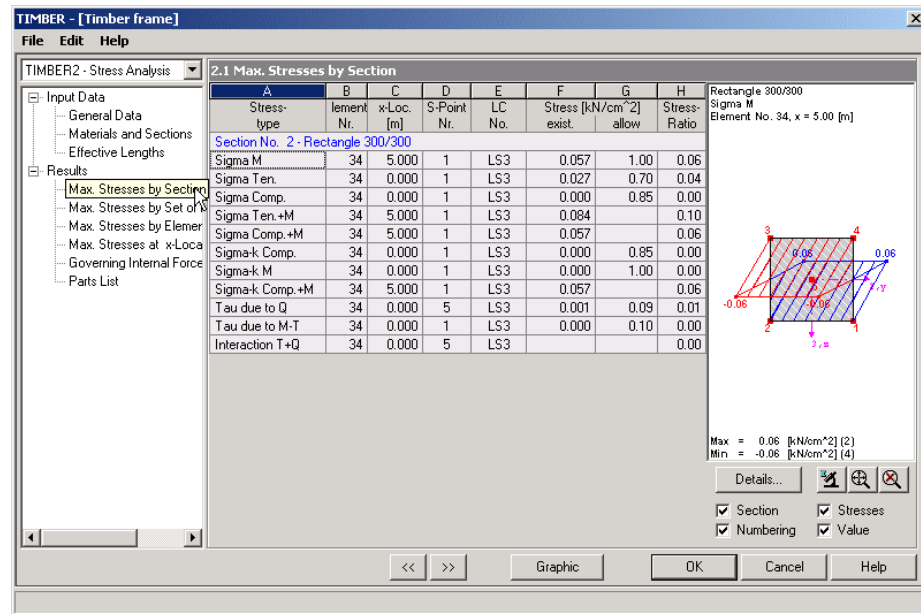 TIMBER - [Timber frame]
File Edit Help
TIMBER2 - Stress Analysis
Input Data
General Data
Materials and Sections
Effective Lengths
Results
Max. Stresses by Section
Max. Stresses by Set of
Max. Stresses by Elemer
Max. Stresses at x-Loca
Governing Internal Force
Parts List
2.1 Max. Stresses by Section
A B C D E F G H
Stress- lement x-Loc. S-Point LC Stress [kN/cm^2] Stress-
type Nr. [m] Nr. No. exist. allow Ratio
Section No. 2 - Rectangle 300/300
Sigma M 34 5.000 1 LS3 0.057 1.00 0.06
Sigma Ten. 34 0.000 1 LS3 0.027 0.70 0.04
Sigma Comp. 34 0.000 1 LS3 0.000 0.85 0.00
Sigma Ten.+M 34 5.000 1 LS3 0.084 0.10
Sigma Comp.+M 34 5.000 1 LS3 0.057 0.06
Sigma-k Comp. 34 0.000 1 LS3 0.000 0.85 0.00
Sigma-k M 34 0.000 1 LS3 0.000 1.00 0.00
Sigma-k Comp.+M 34 5.000 1 LS3 0.057 0.06
Tau due to Q 34 0.000 5 LS3 0.001 0.09 0.01
Tau due to M-T 34 0.000 1 LS3 0.000 0.10 0.00
Interaction T+Q 34 0.000 5 LS3 0.00
Rectangle 300/300
Sigma M
Element No. 34, x = 5.00 [m]
3 4
0.06 0.06
-0.06 -0.06
2 1
Max = 0.06 [kN/cm^2] (2)
Min = -0.06 [kN/cm^2] (4)
Details...
Section Stresses
Numbering Value
<< >> Graphic OK Cancel Help